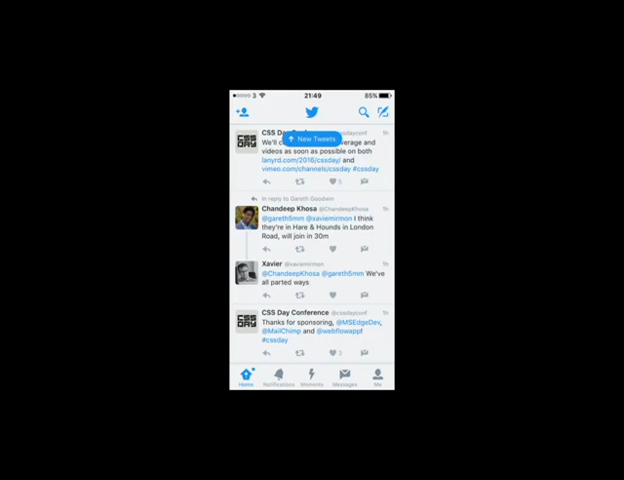 3 21:49 85%
CSS Da @cssdayconf 1h
New Tweets
We'll c verage and
videos as soon as possible on both
lanyrd.com/2016/cssday/ and
vimeo.com/channels/cssday #cssday
5
In reply to Gareth Goodwin
Chandeep Khosa @ChandeepKhosa 1h
@gareth5mm @xaviemirmon I think
they're in Hare & Hounds in London
Road, will join in 30m
Xavier @xaviemirmon 1h
@ChandeepKhosa @gareth5mm We've
all parted ways
CSS Day Conference @cssdayconf 1h
Thanks for sponsoring, @MSEdgeDev,
@MailChimp and @webflowapp!
#cssday
3
Home Notifications Moments Messages Me